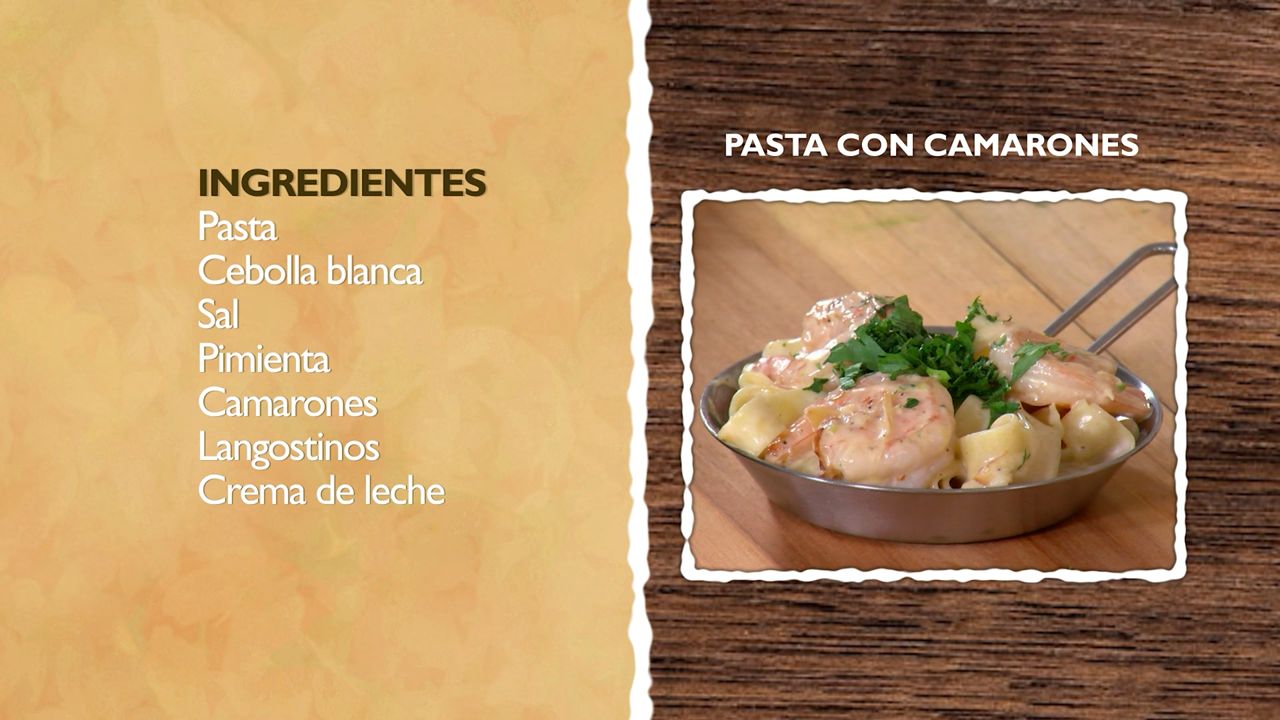 INGREDIENTES
Pasta
Cebolla blanca
Sal
Pimienta
Camarones
Langostinos
Crema de leche
PASTA CON CAMARONES